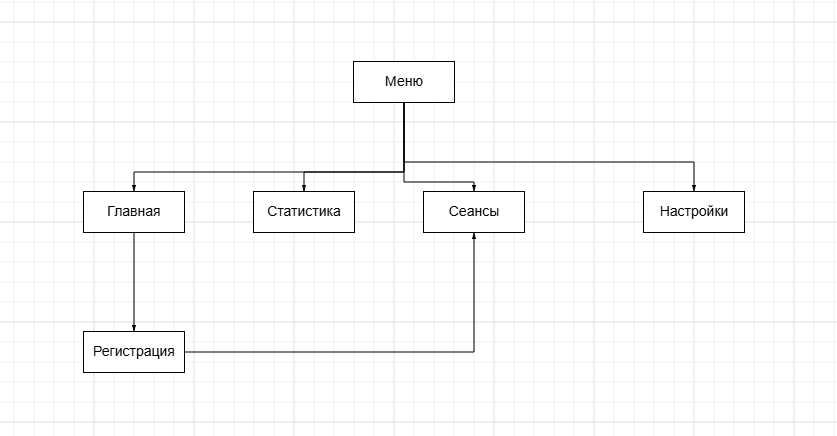 Меню
Главная
Статистика
Сеансы
Настройки
Регистрация